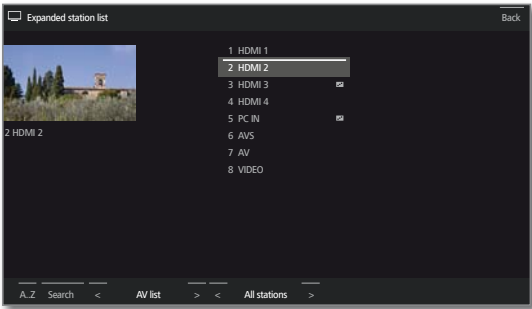 Expanded station list
Back
1 HDMI 1
2 HDMI 2
3 HDMI 3
4 HDMI 4
5 PC IN
6 AVS
7 AV
8 VIDEO
2 HDMI 2
A..Z Search < AV list > < All stations >